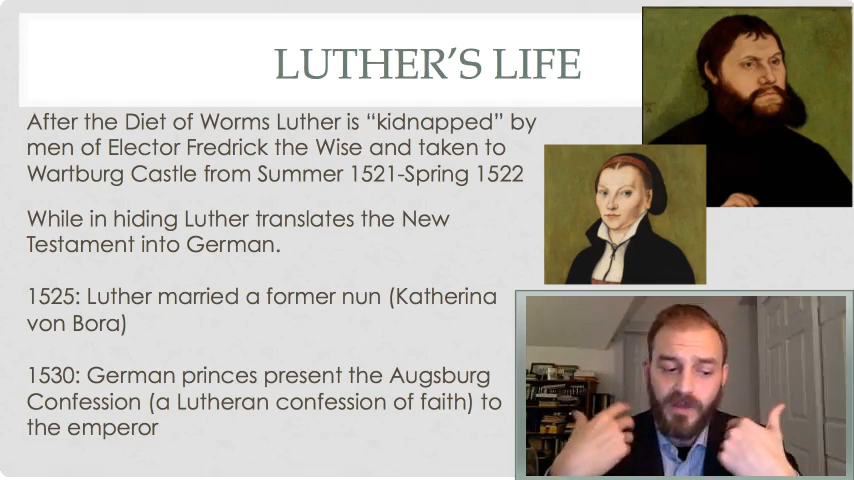 LUTHER’S LIFE
After the Diet of Worms Luther is “kidnapped” by
men of Elector Fredrick the Wise and taken to
Wartburg Castle from Summer 1521-Spring 1522
While in hiding Luther translates the New
Testament into German.
1525: Luther married a former nun (Katherina
von Bora)
1530: German princes present the Augsburg
Confession (a Lutheran confession of faith) to
the emperor